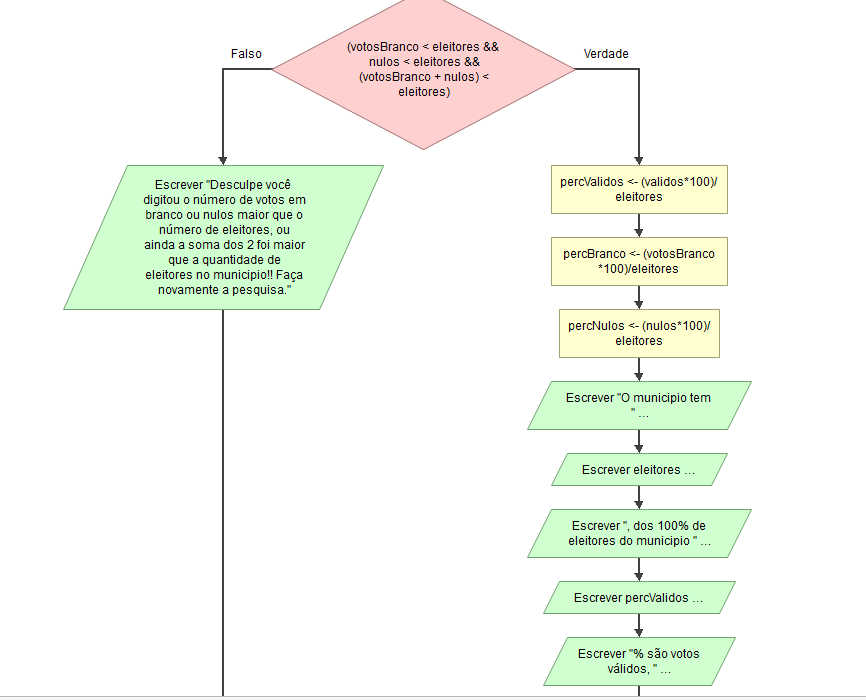 (votosBranco < eleitores &&
nulos < eleitores &&
(votosBranco + nulos) <
eleitores)
Falso
Verdade
Escrever "Desculpe você
digitou o número de votos em
branco ou nulos maior que o
número de eleitores, ou
ainda a soma dos 2 foi maior
que a quantidade de
eleitores no municipio!! Faça
novamente a pesquisa."
percValidos <- (validos*100)/
eleitores
percBranco <- (votosBranco
*100)/eleitores
percNulos <- (nulos*100)/
eleitores
Escrever "O municipio tem
" ...
Escrever eleitores ...
Escrever ", dos 100% de
eleitores do municipio " ...
Escrever percValidos ...
Escrever "% são votos
válidos, " ...